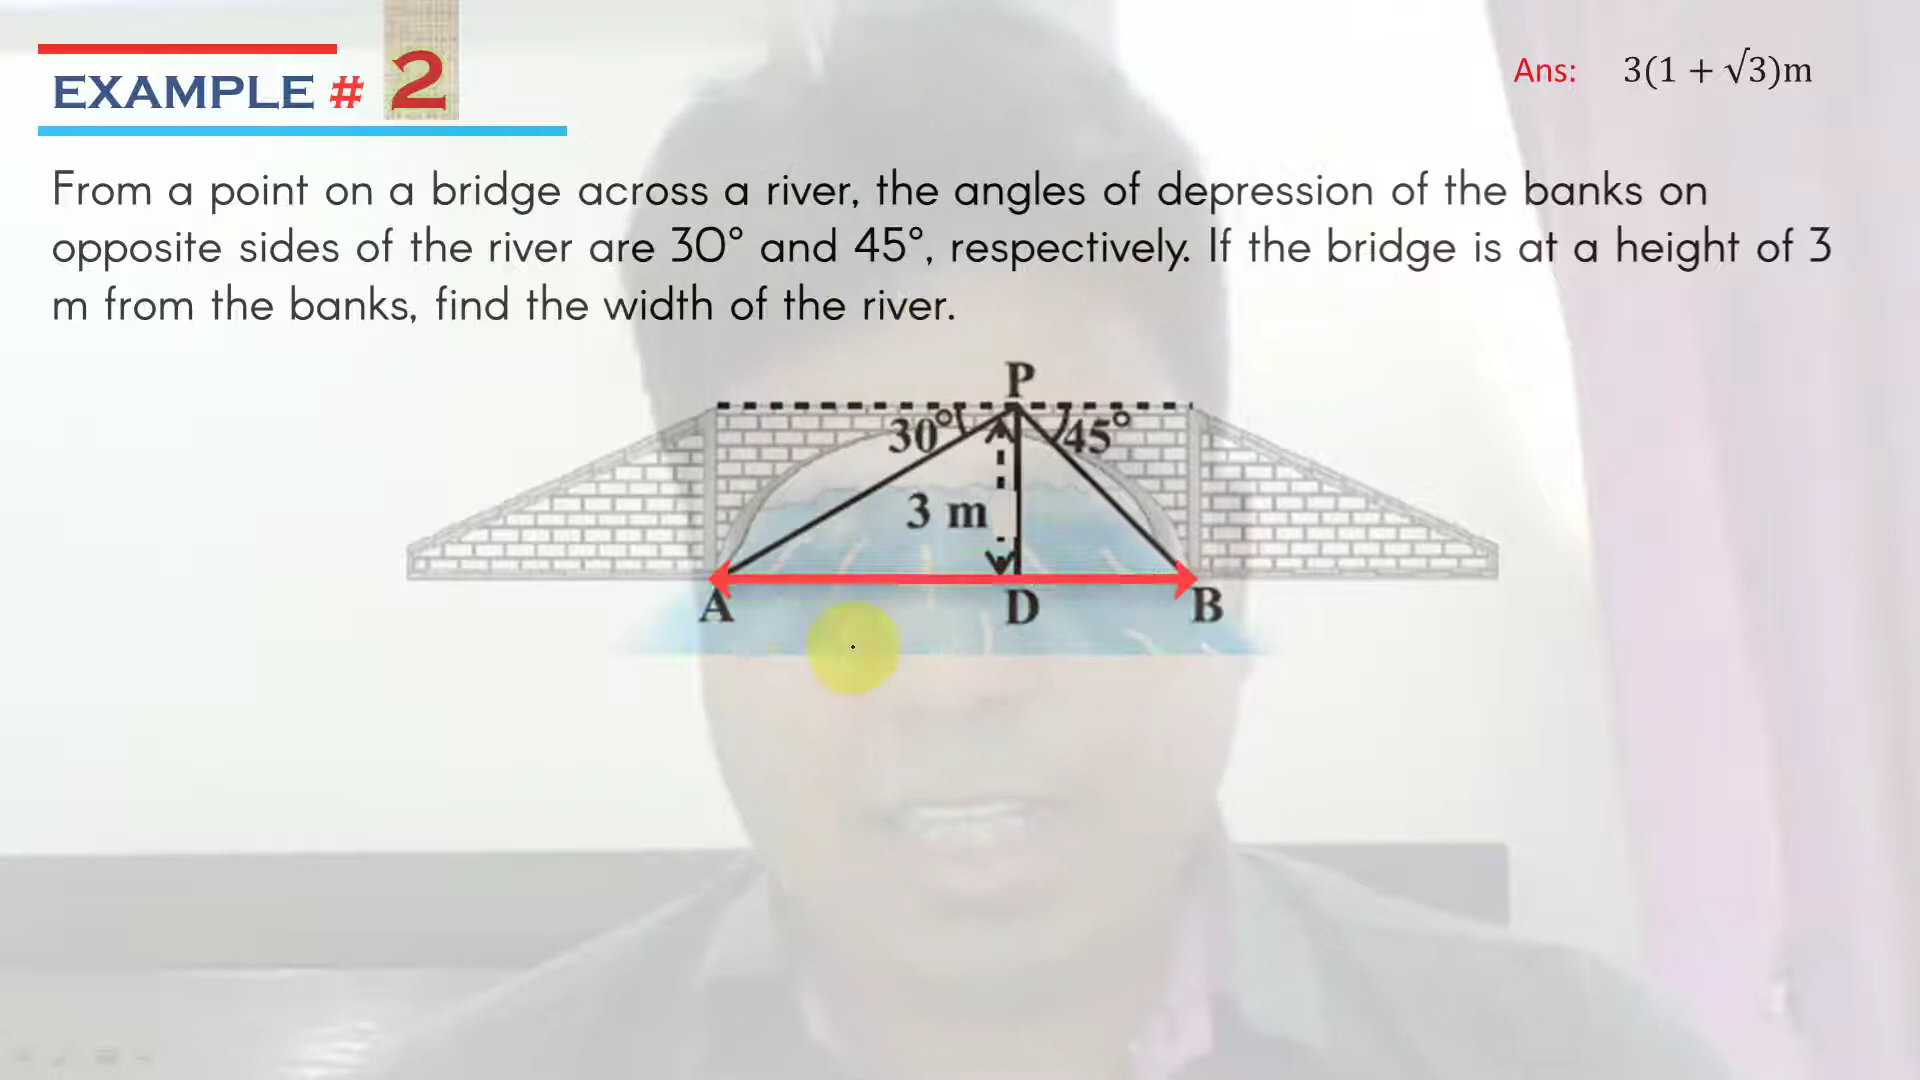 EXAMPLE # 2
Ans: 3(1 + √3)m
From a point on a bridge across a river, the angles of depression of the banks on
opposite sides of the river are 30° and 45°, respectively. If the bridge is at a height of 3
m from the banks, find the width of the river.
P
30° 45°
3 m
A D B